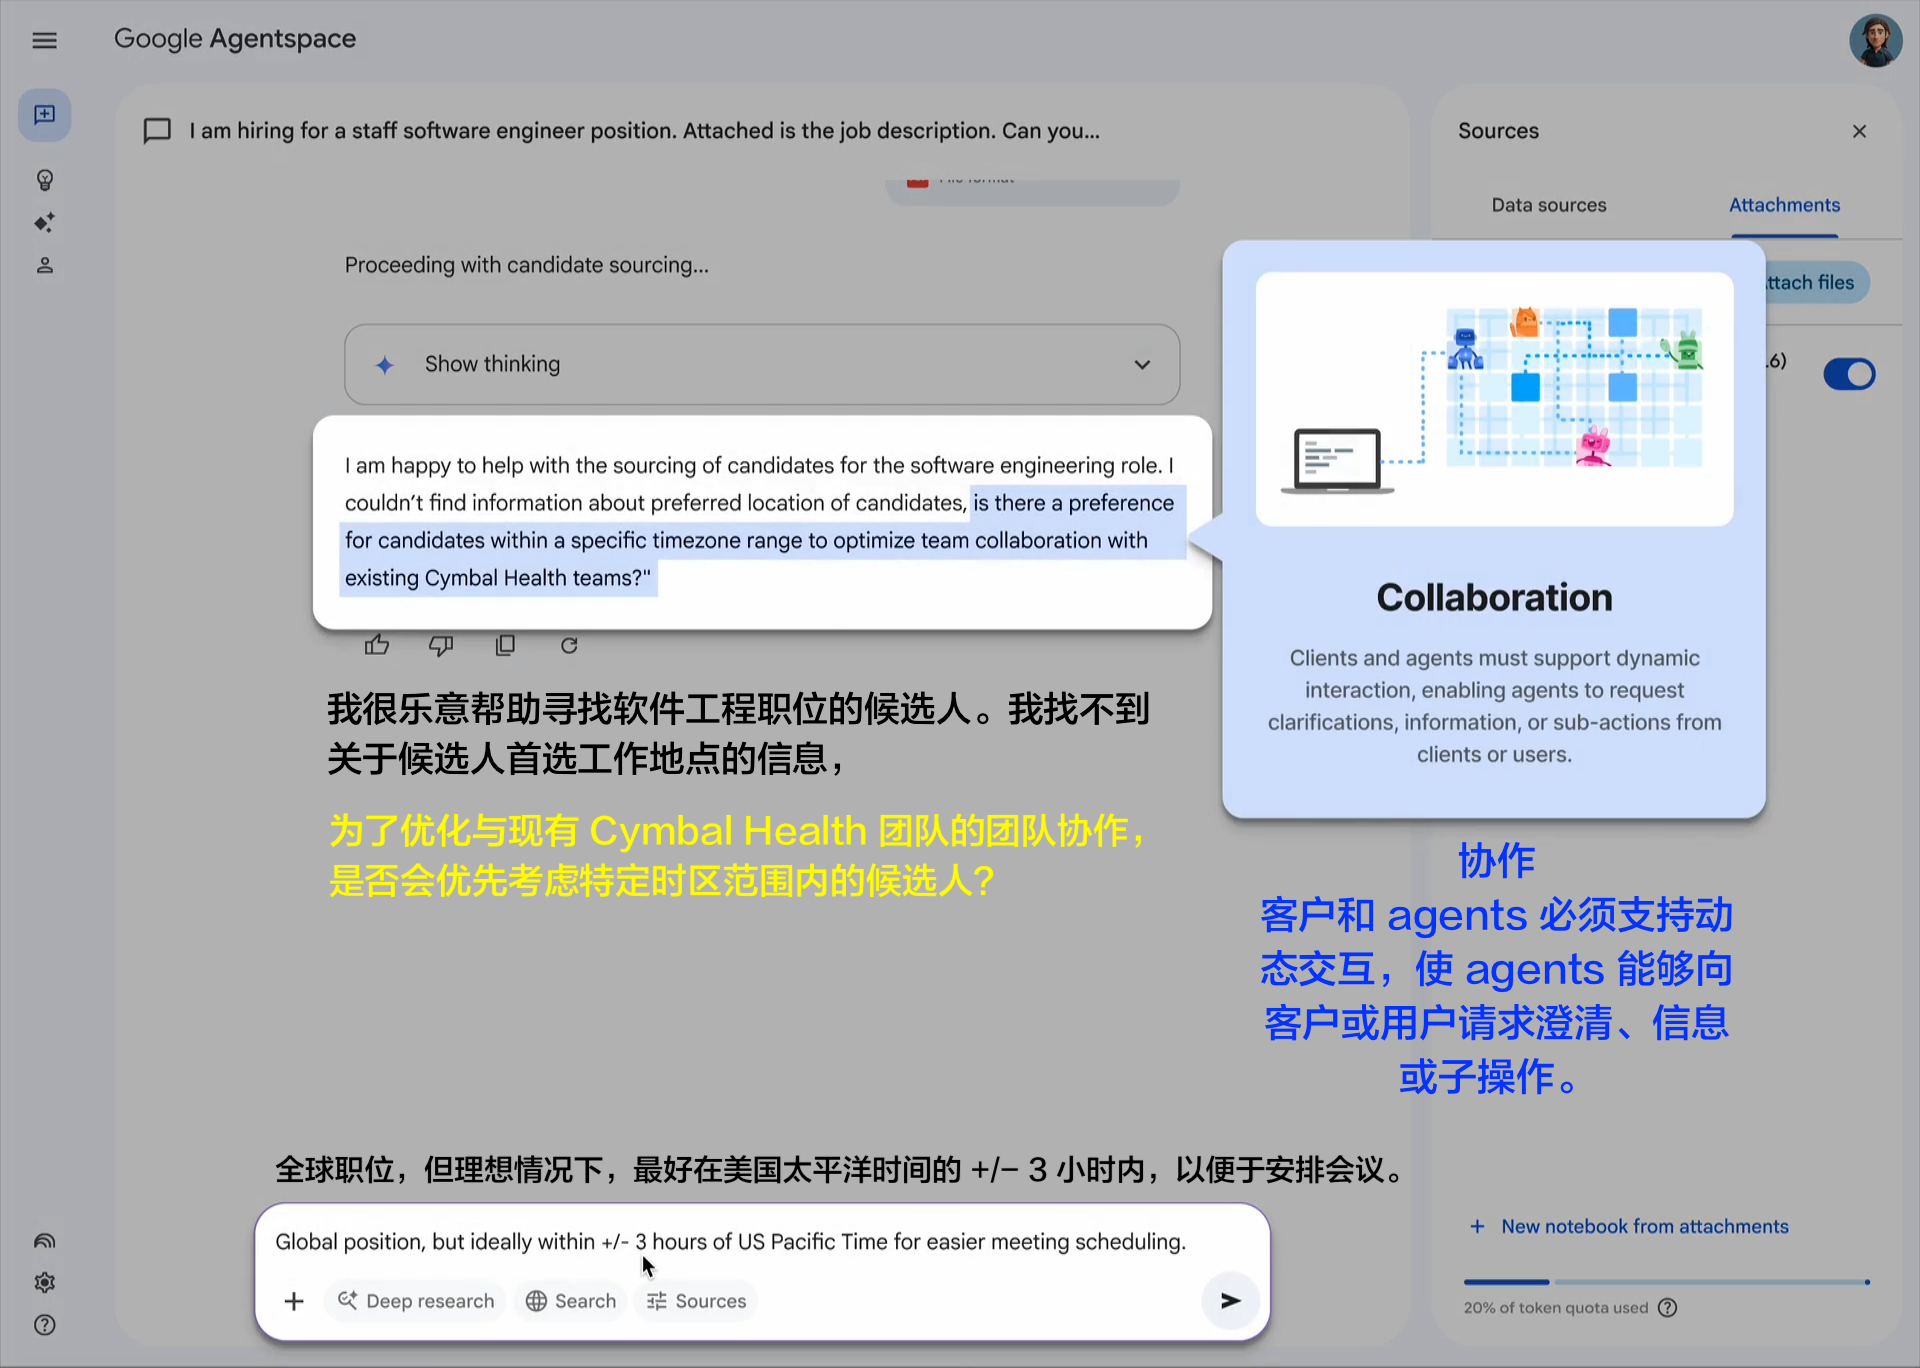 Google Agentspace
I am hiring for a staff software engineer position. Attached is the job description. Can you...
Proceeding with candidate sourcing...
Show thinking
I am happy to help with the sourcing of candidates for the software engineering role. I
couldn't find information about preferred location of candidates, is there a preference
for candidates within a specific timezone range to optimize team collaboration with
existing Cymbal Health teams?"
我很乐意帮助寻找软件工程职位的候选人。我找不到
关于候选人首选工作地点的信息，
为了优化与现有 Cymbal Health 团队的团队协作，
是否会优先考虑特定时区范围内的候选人？
全球职位，但理想情况下，最好在美国太平洋时间的 +/– 3 小时内，以便于安排会议。
Global position, but ideally within +/- 3 hours of US Pacific Time for easier meeting scheduling.
Deep research
Search
Sources
Sources
Data sources
Attachments
ttach files
.6)
Collaboration
Clients and agents must support dynamic
interaction, enabling agents to request
clarifications, information, or sub-actions from
clients or users.
协作
客户和 agents 必须支持动
态交互，使 agents 能够向
客户或用户请求澄清、信息
或子操作。
+ New notebook from attachments
20% of token quota used